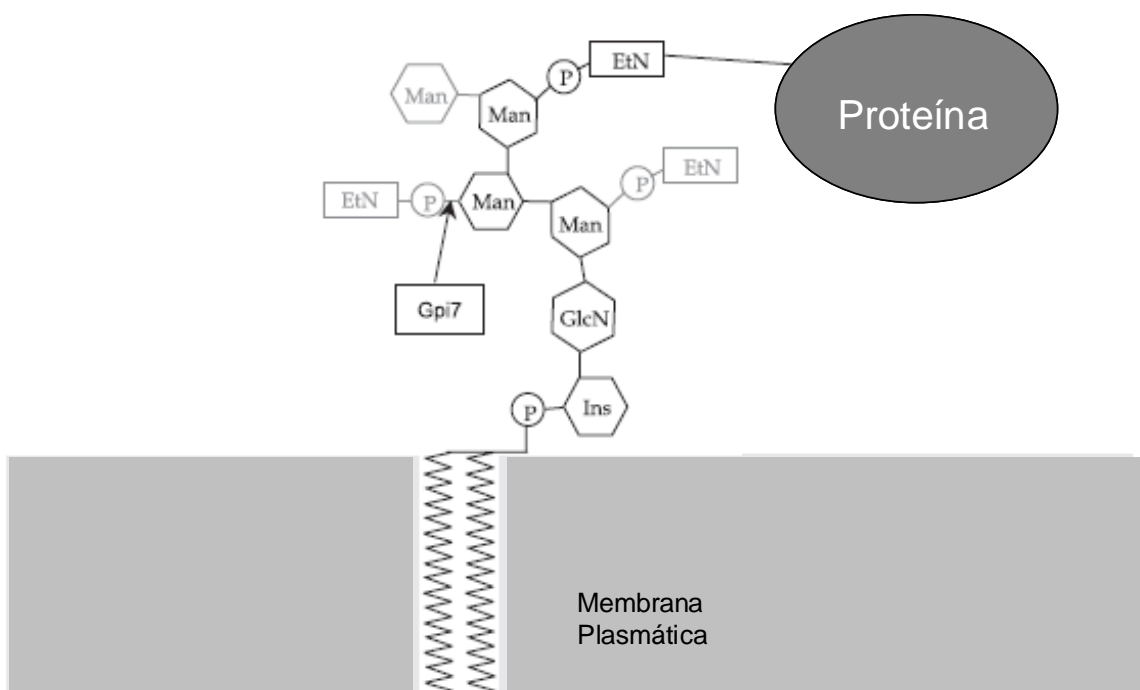 P
EtN
Proteína
Man
Man
EtN
P
Man
P
EtN
Man
Gpi7
GlcN
P
Ins
Membrana
Plasmática